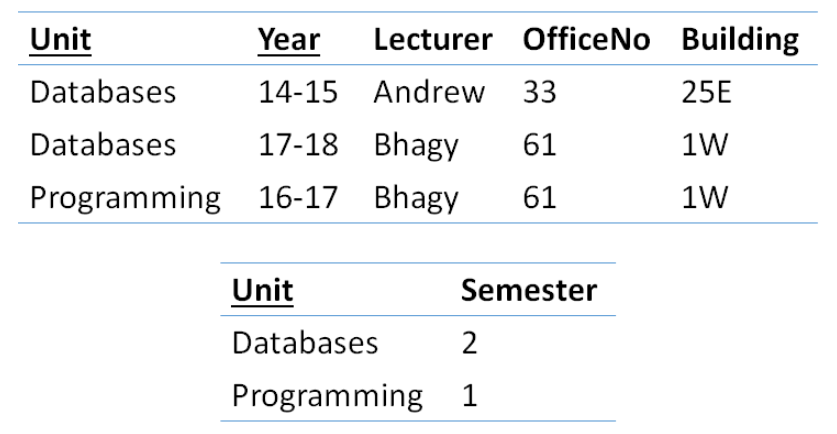 Unit Year Lecturer OfficeNo Building
Databases 14-15 Andrew 33 25E
Databases 17-18 Bhagy 61 1W
Programming 16-17 Bhagy 61 1W
Unit Semester
Databases 2
Programming 1